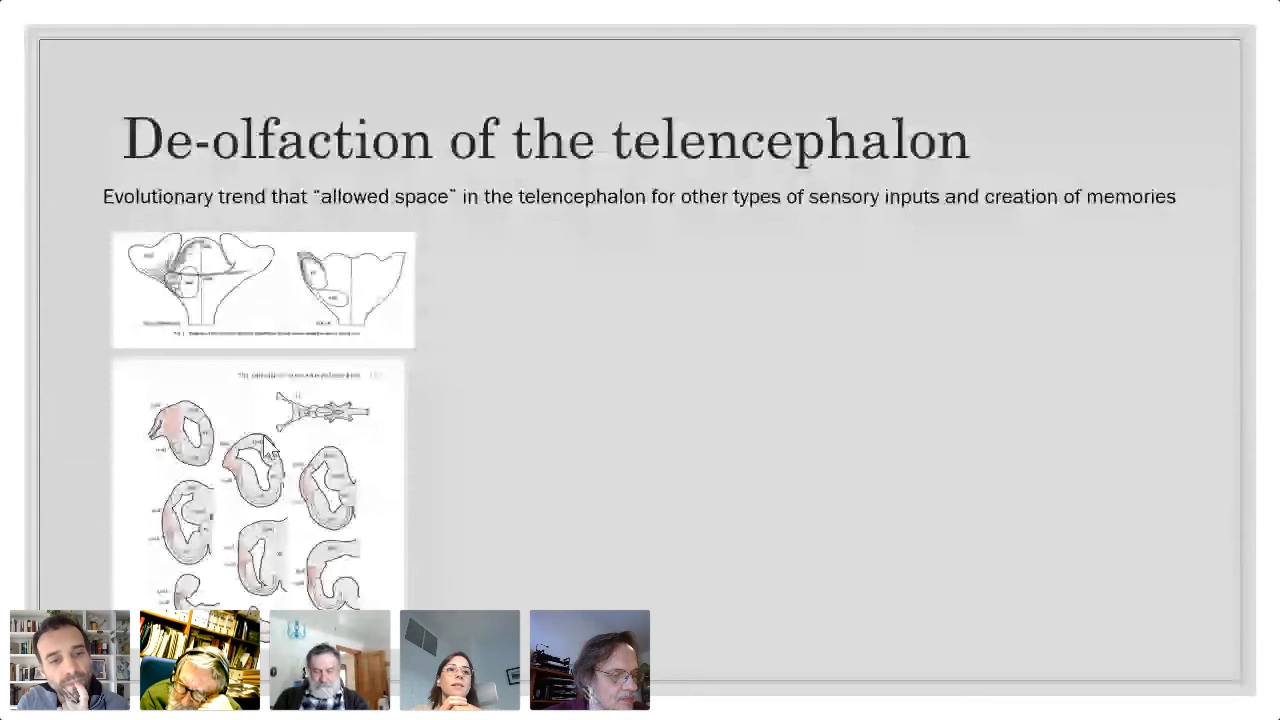 De-olfaction of the telencephalon
Evolutionary trend that “allowed space” in the telencephalon for other types of sensory inputs and creation of memories